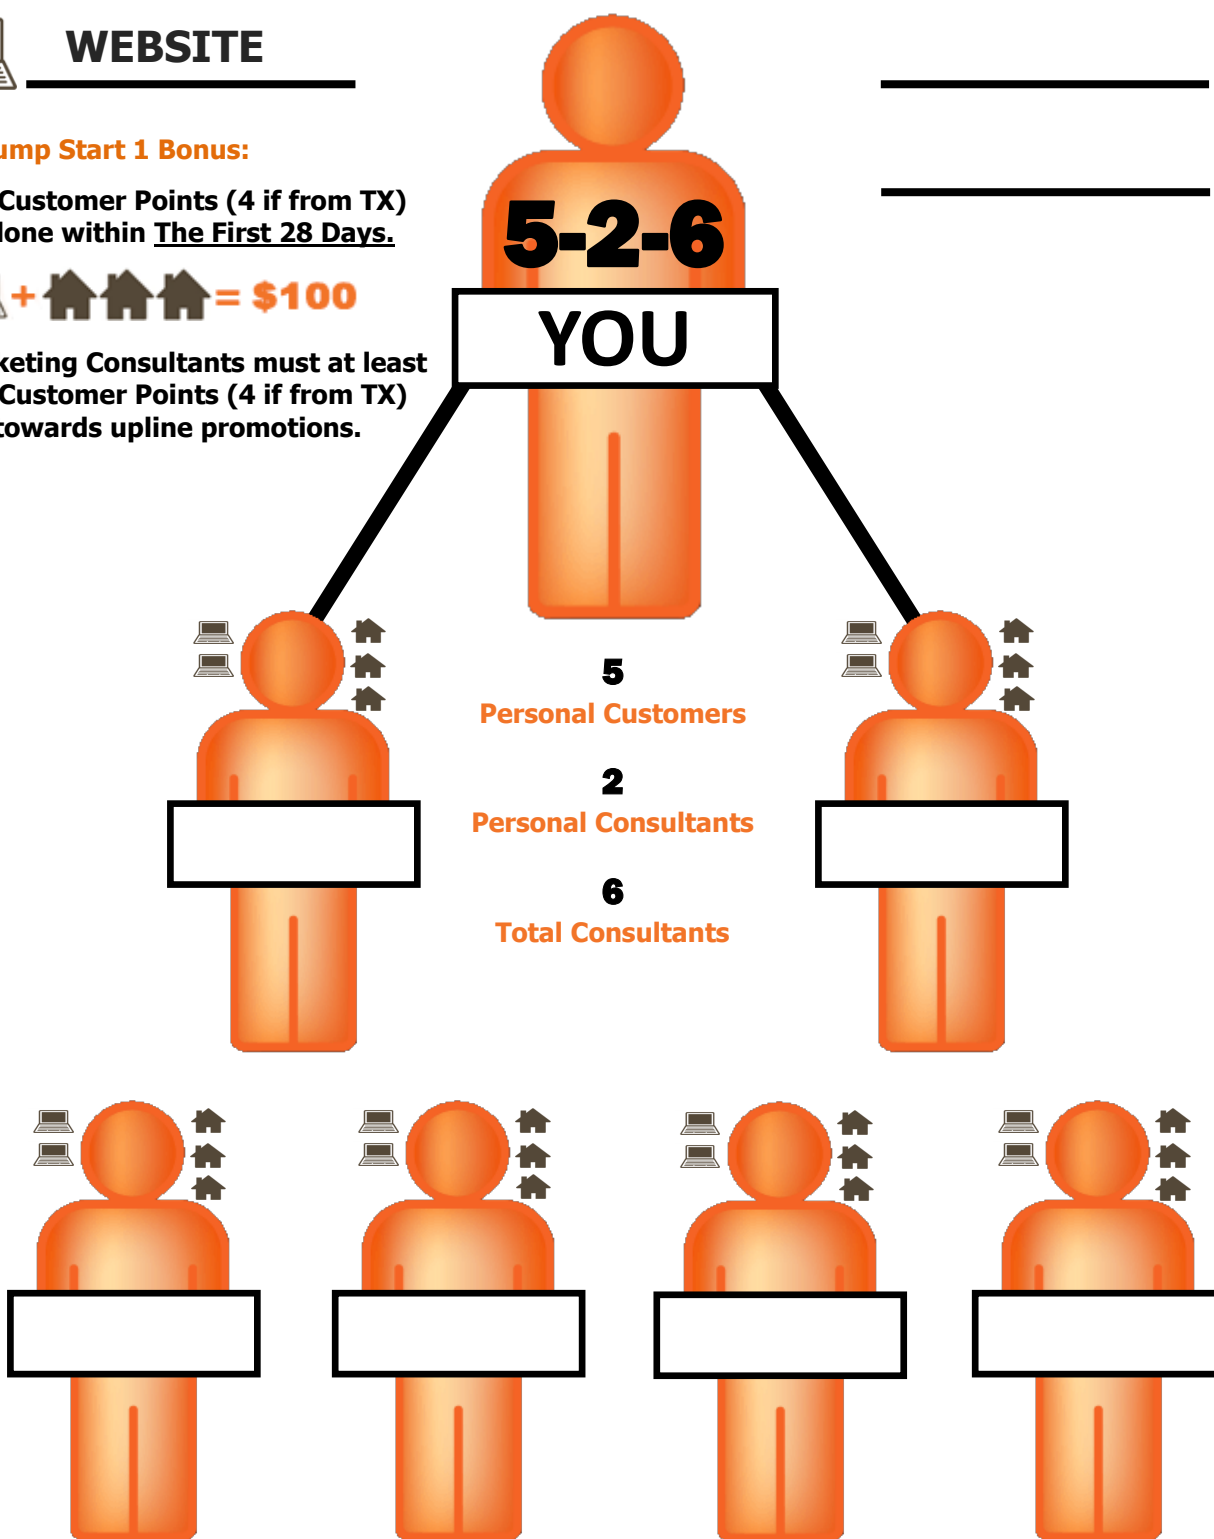 WEBSITE
ump Start 1 Bonus:
Customer Points (4 if from TX)
done within The First 28 Days.
+ = $100
keting Consultants must at least
Customer Points (4 if from TX)
towards upline promotions.
5-2-6
YOU
5
Personal Customers
2
Personal Consultants
6
Total Consultants